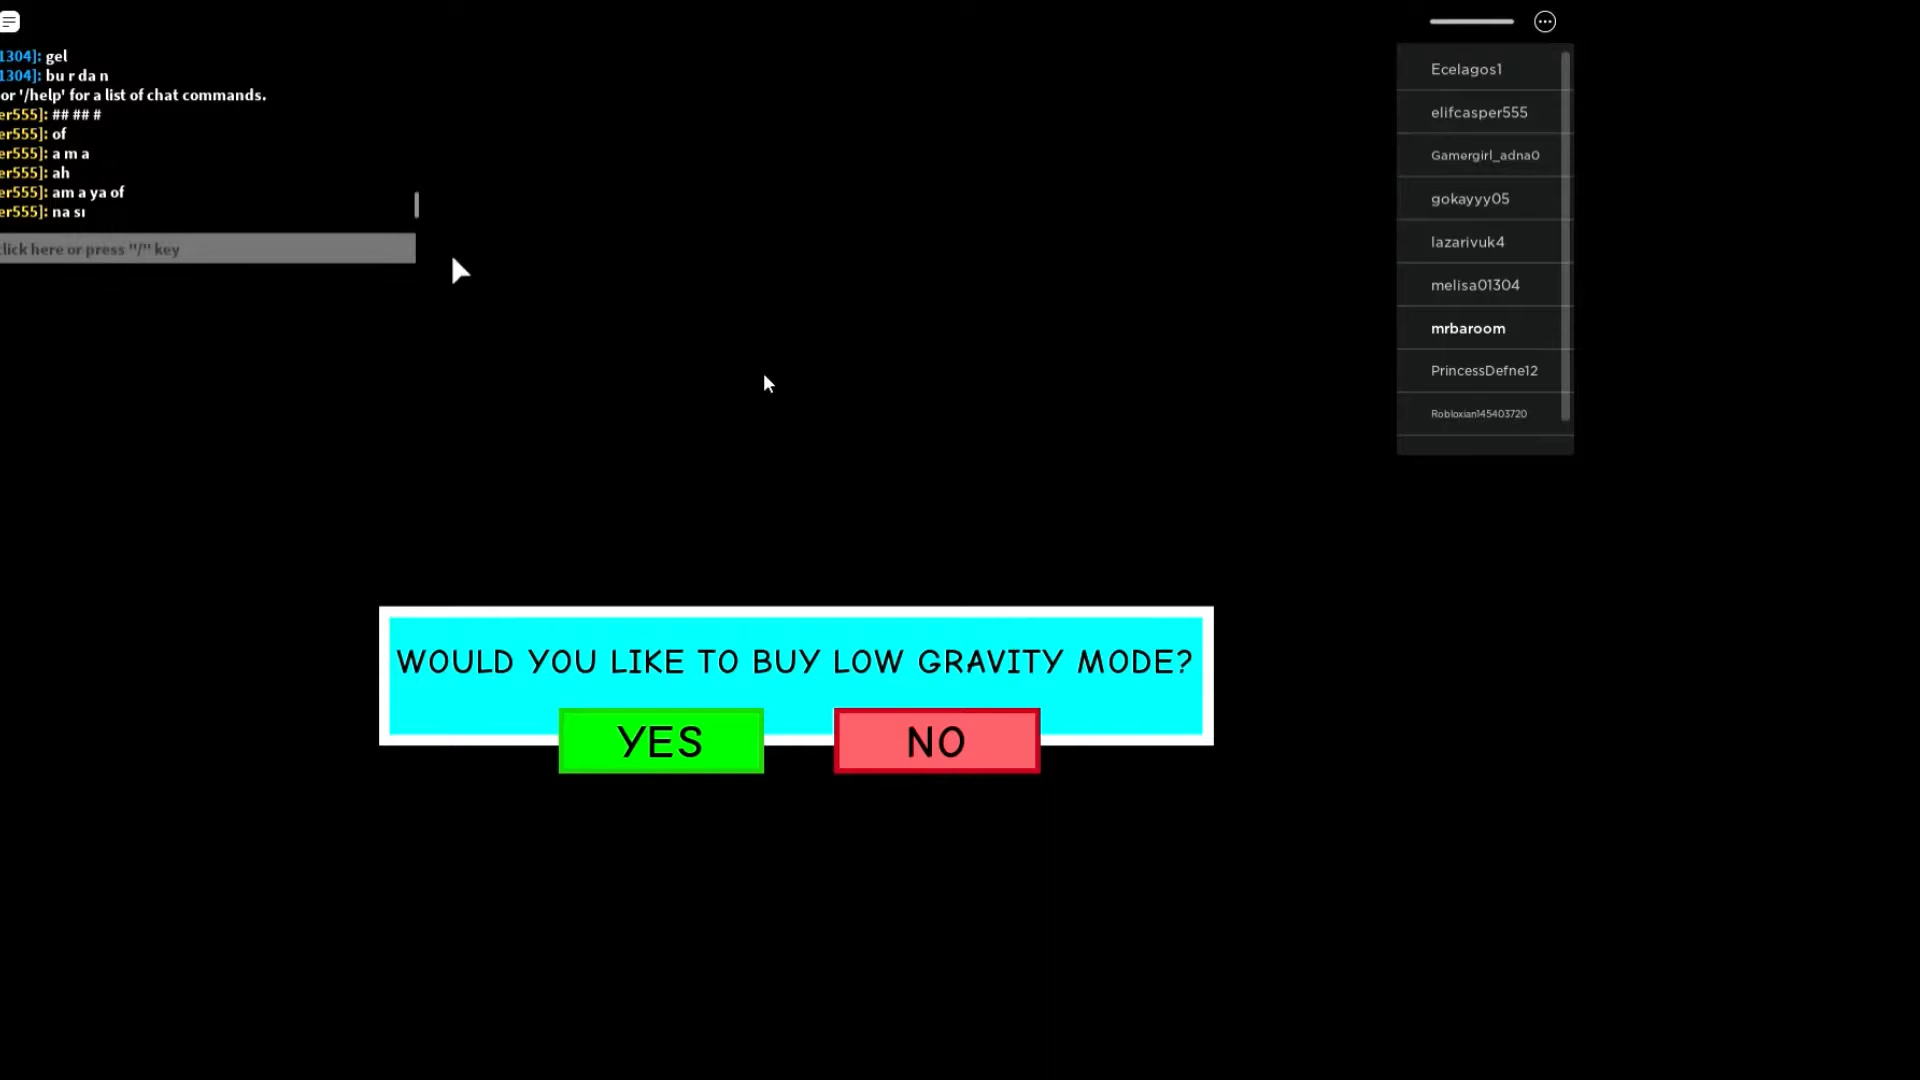 1304]: gel
1304]: bu r da n
or '/help' for a list of chat commands.
er555]: ## ## #
er555]: of
er555]: a m a
er555]: ah
er555]: am a ya of
er555]: na sı
click here or press "/" key
Ecelagos1
elifcasper555
Gamergirl_adna0
gokayyy05
lazarivuk4
melisa01304
mrbaroom
PrincessDefne12
Robloxian145403720
WOULD YOU LIKE TO BUY LOW GRAVITY MODE?
YES
NO